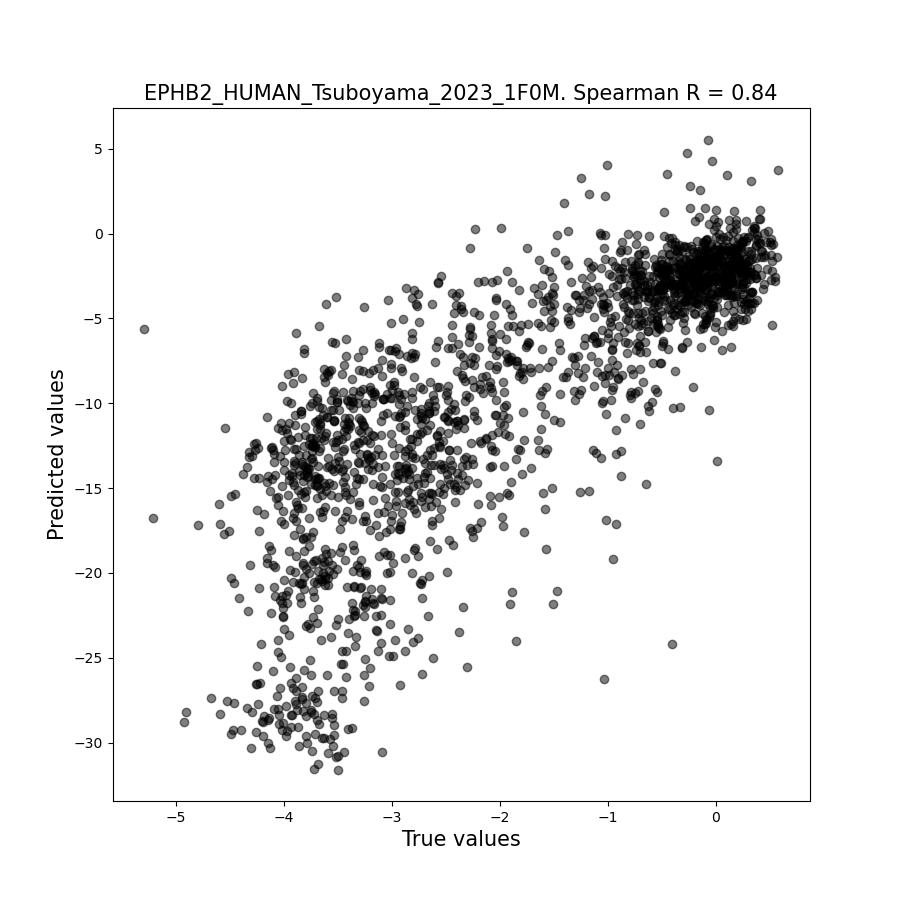 EPHB2_HUMAN_Tsuboyama_2023_1F0M. Spearman R = 0.84
5
0
−5
−10
−15
−20
−25
−30
Predicted values
−5 −4 −3 −2 −1 0
True values